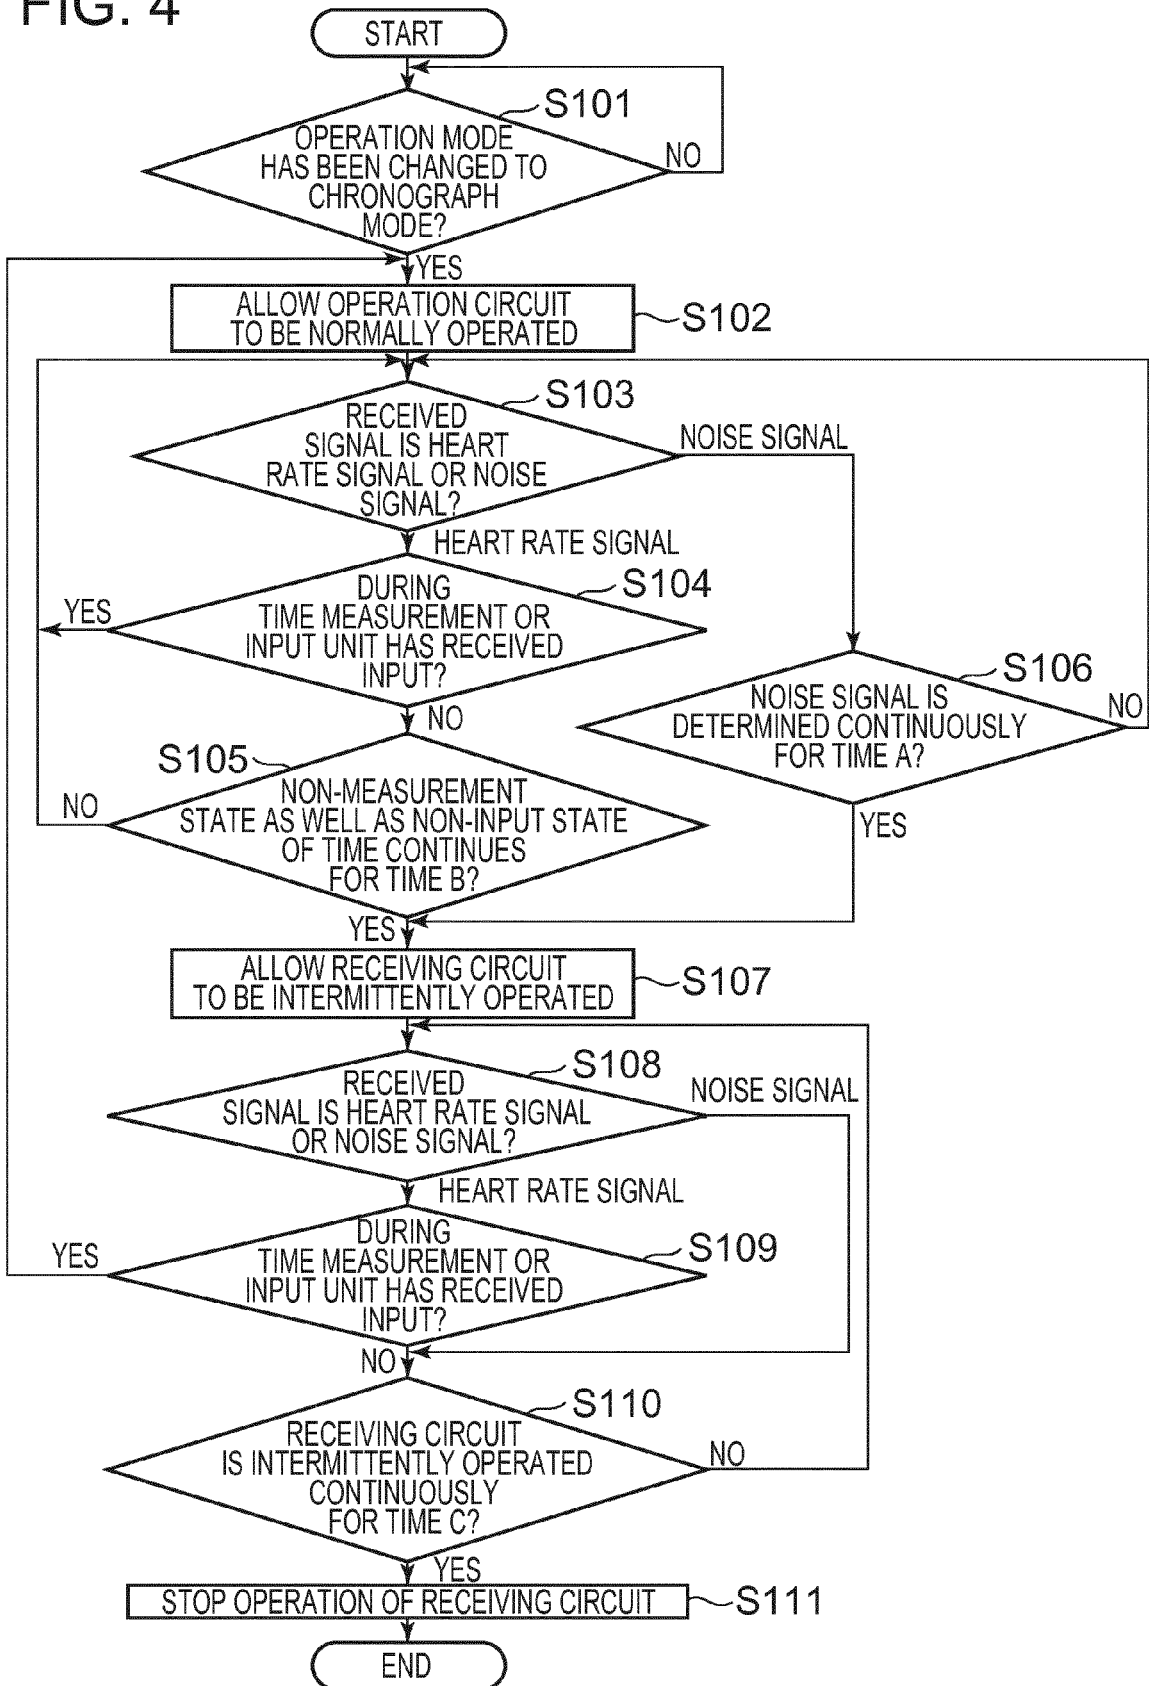 FIG. 4
START
S101
OPERATION MODE
HAS BEEN CHANGED TO
CHRONOGRAPH
MODE?
NO
YES
ALLOW OPERATION CIRCUIT
TO BE NORMALLY OPERATED
S102
S103
RECEIVED
SIGNAL IS HEART
RATE SIGNAL OR NOISE
SIGNAL?
NOISE SIGNAL
HEART RATE SIGNAL
S104
DURING
TIME MEASUREMENT OR
INPUT UNIT HAS RECEIVED
INPUT?
YES
NO
S106
NOISE SIGNAL IS
DETERMINED CONTINUOUSLY
FOR TIME A?
NO
YES
S105
NON-MEASUREMENT
STATE AS WELL AS NON-INPUT STATE
OF TIME CONTINUES
FOR TIME B?
NO
YES
ALLOW RECEIVING CIRCUIT
TO BE INTERMITTENTLY OPERATED
S107
S108
RECEIVED
SIGNAL IS HEART RATE SIGNAL
OR NOISE SIGNAL?
NOISE SIGNAL
HEART RATE SIGNAL
S109
DURING
TIME MEASUREMENT OR
INPUT UNIT HAS RECEIVED
INPUT?
YES
NO
S110
RECEIVING CIRCUIT
IS INTERMITTENTLY OPERATED
CONTINUOUSLY
FOR TIME C?
NO
YES
STOP OPERATION OF RECEIVING CIRCUIT
S111
END